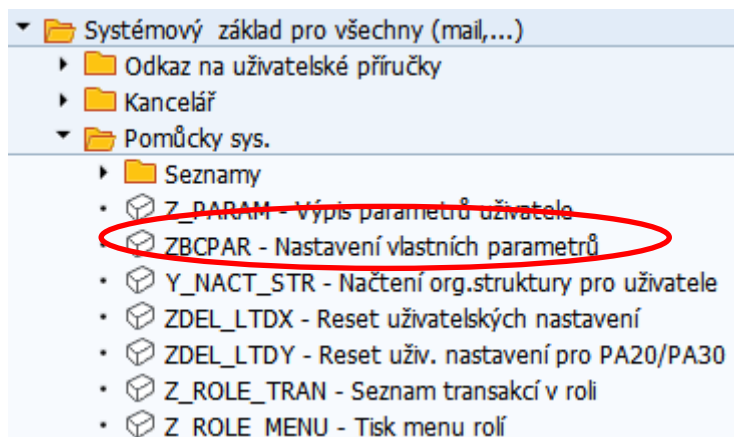 Systémový  základ pro všechny (mail,...)
Odkaz na uživatelské příručky
Kancelář
Pomůcky sys.
Seznamy
Z_PARAM - Výpis parametrů uživatele
ZBCPAR - Nastavení vlastních parametrů
Y_NACT_STR - Načtení org.struktury pro uživatele
ZDEL_LTDX - Reset uživatelských nastavení
ZDEL_LTDY - Reset uživ. nastavení pro PA20/PA30
Z_ROLE_TRAN - Seznam transakcí v roli
Z_ROLE_MENU - Tisk menu rolí